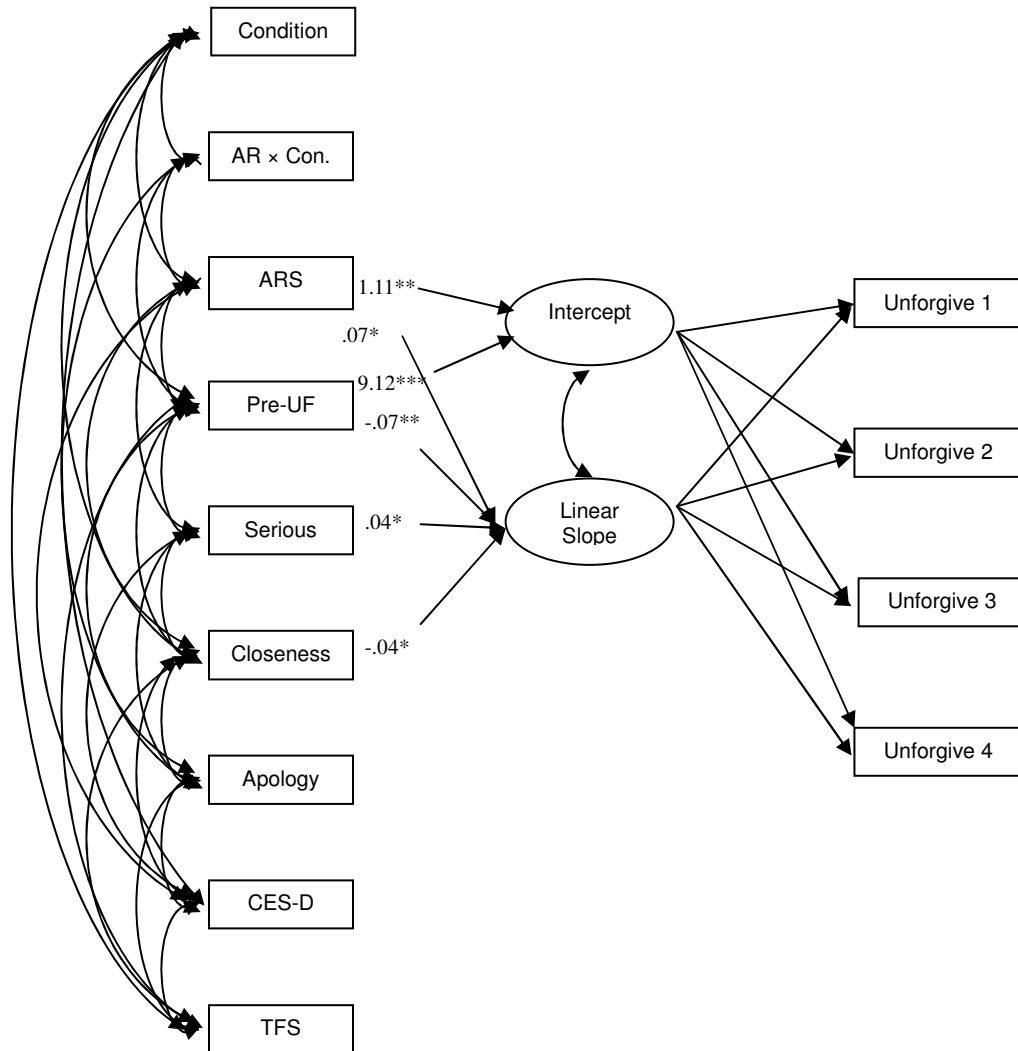 Condition
AR × Con.
ARS
1.11**
.07*
Pre-UF
9.12***
-.07**
Serious
.04*
Closeness
-.04*
Apology
CES-D
TFS
Intercept
Linear
Slope
Unforgive 1
Unforgive 2
Unforgive 3
Unforgive 4